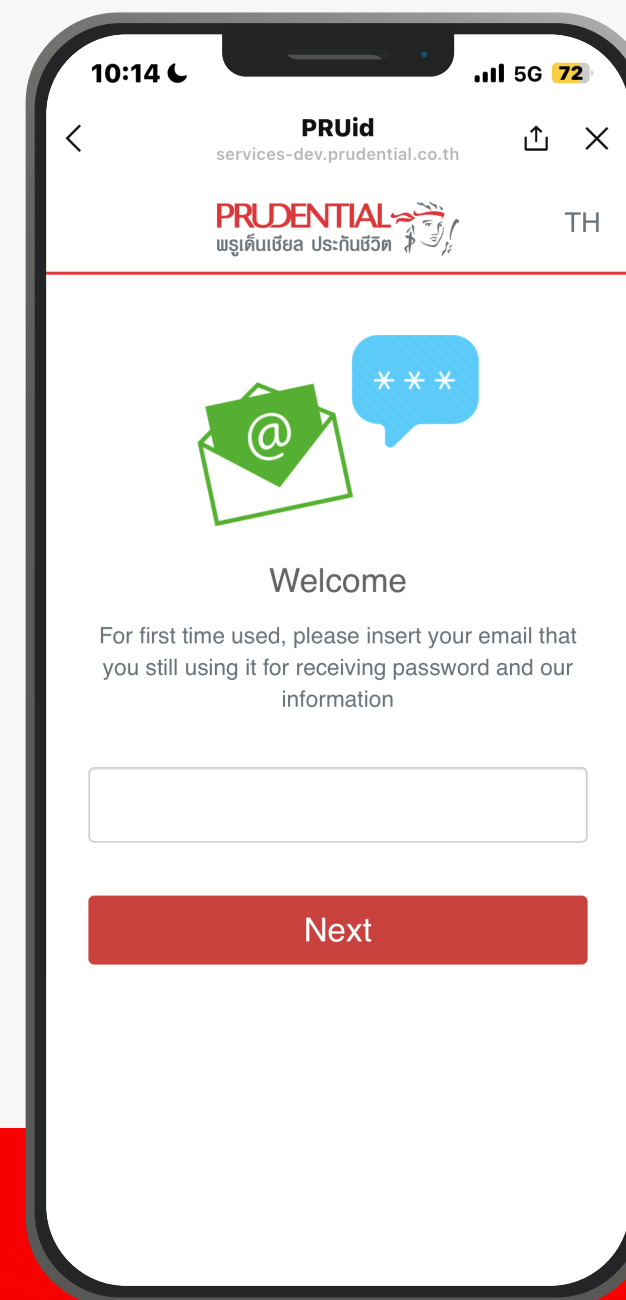 10:14
5G 72
PRUid
services-dev.prudential.co.th
PRUDENTIAL
พรูเด็นเชียล ประกันชีวิต
TH
@
* * *
Welcome
For first time used, please insert your email that
you still using it for receiving password and our
information
Next